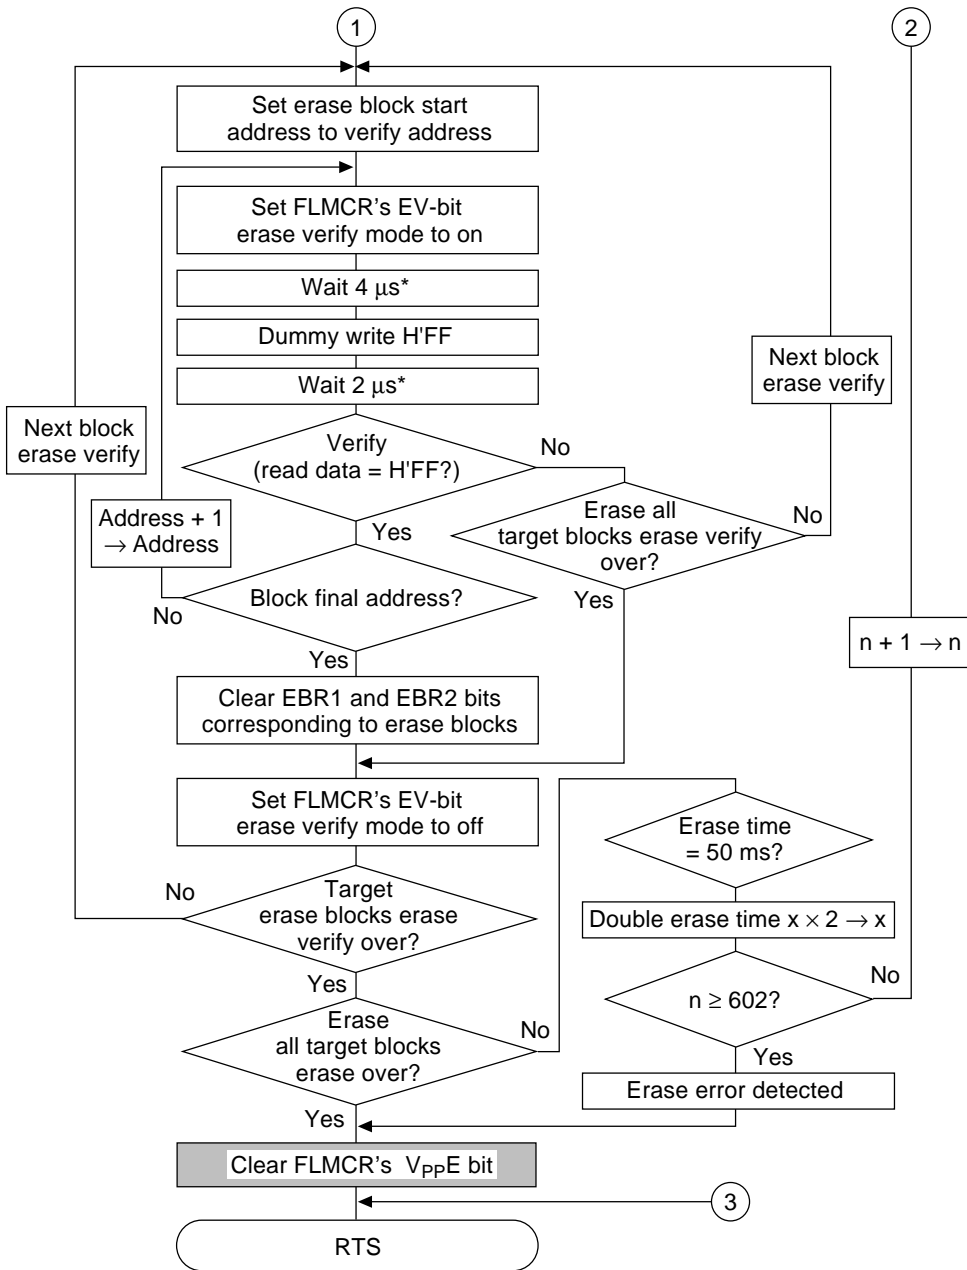 1
2
Set erase block start
address to verify address
Set FLMCR's EV-bit
erase verify mode to on
Wait 4 μs*
Dummy write H'FF
Wait 2 μs*
Next block
erase verify
Next block
erase verify
Verify
(read data = H'FF?)
No
Yes
Erase all
target blocks erase verify
over?
No
Yes
Address + 1
→ Address
Block final address?
No
Yes
n + 1 → n
Clear EBR1 and EBR2 bits
corresponding to erase blocks
Set FLMCR's EV-bit
erase verify mode to off
Erase time
= 50 ms?
No
Target
erase blocks erase
verify over?
Yes
Double erase time x × 2 → x
n ≥ 602?
No
Yes
Erase
all target blocks
erase over?
No
Yes
Erase error detected
Clear FLMCR's VPPE bit
3
RTS